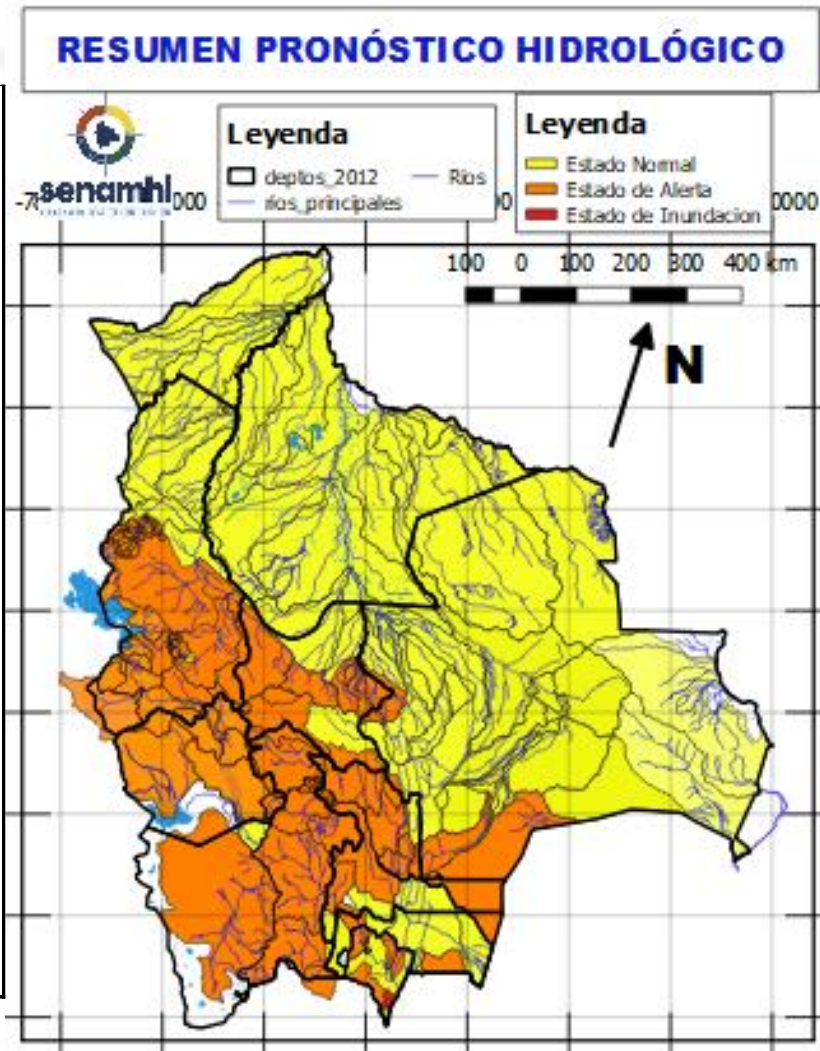 RESUMEN PRONÓSTICO HIDROLÓGICO
senamhi
Leyenda
deptos_2012
Rios
rios_principales
Leyenda
Estado Normal
Estado de Alerta
Estado de Inundacion
100 0 100 200 300 400 km
N